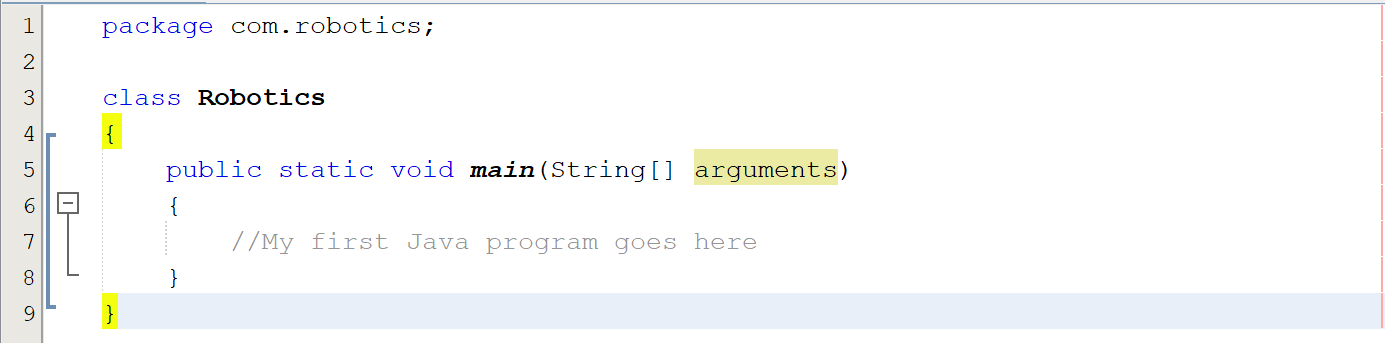 1 package com.robotics;
2
3 class Robotics
4 {
5 public static void main(String[] arguments)
6 {
7 //My first Java program goes here
8 }
9 }